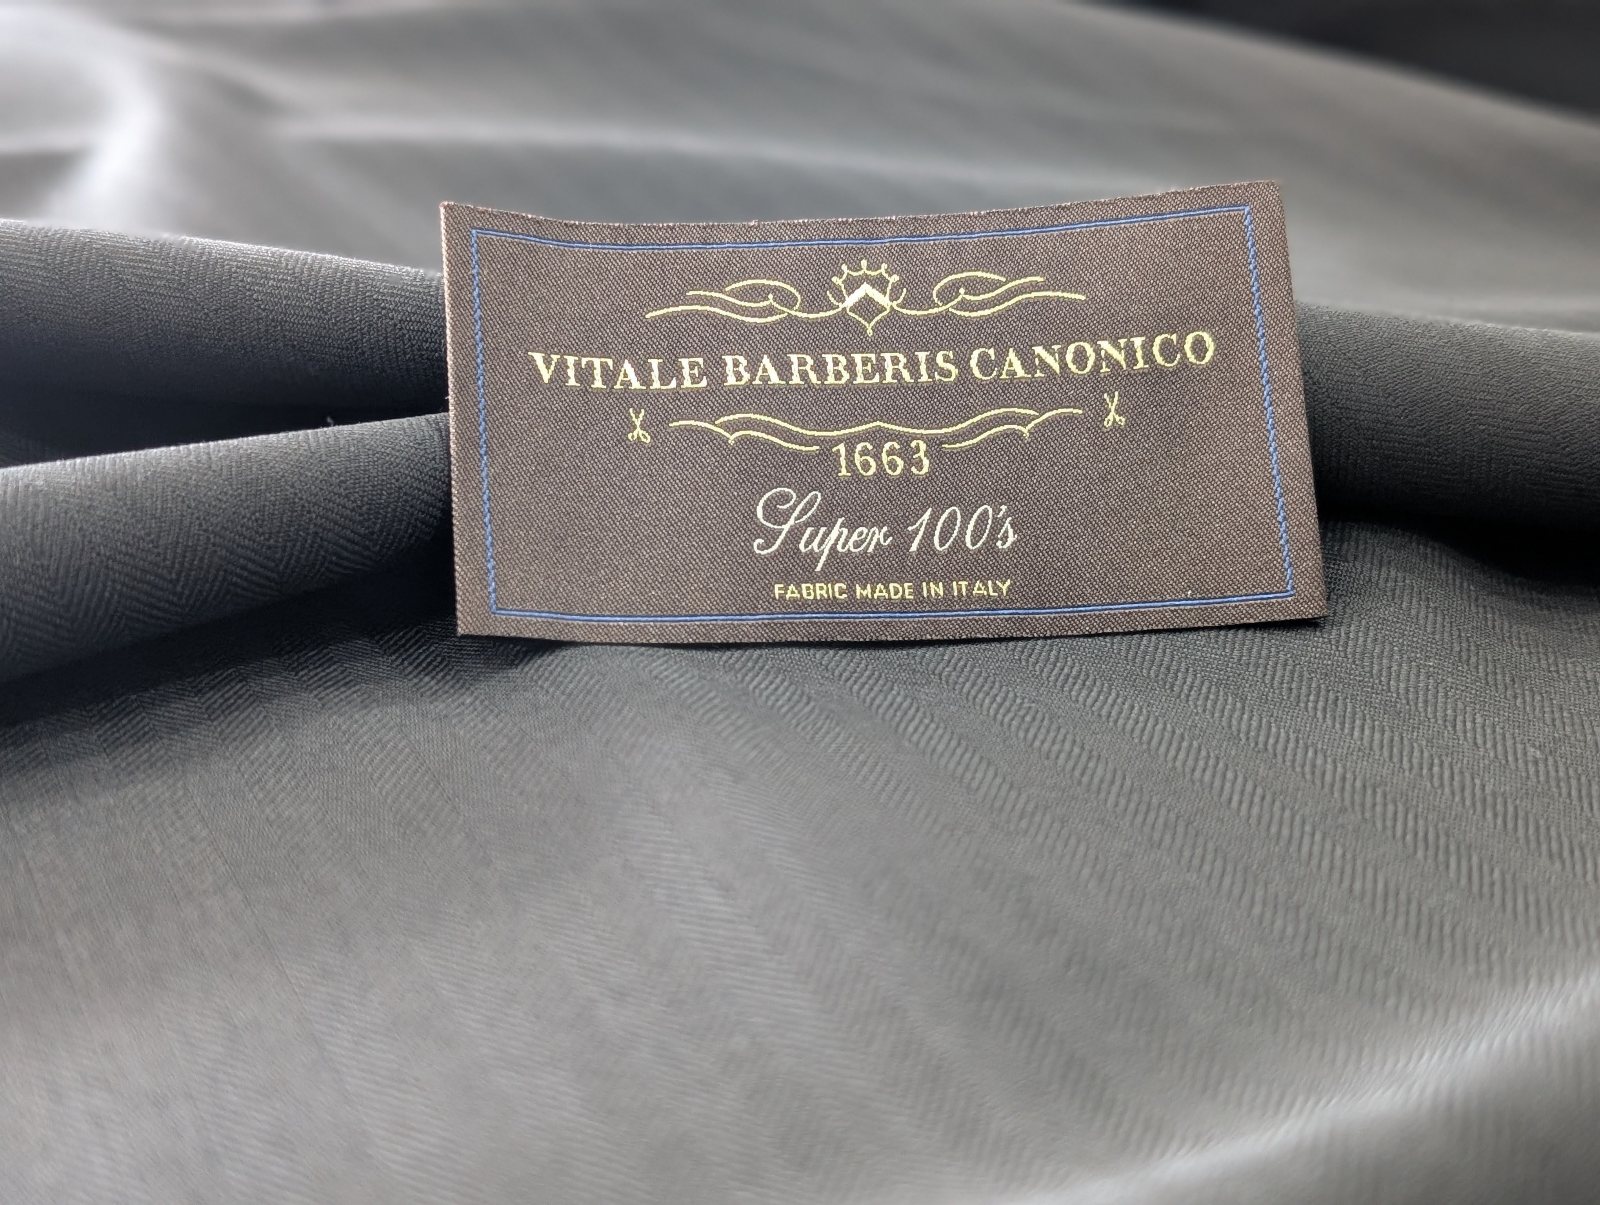 VITALE BARBERIS CANONICO
1663
Super 100's
FABRIC MADE IN ITALY